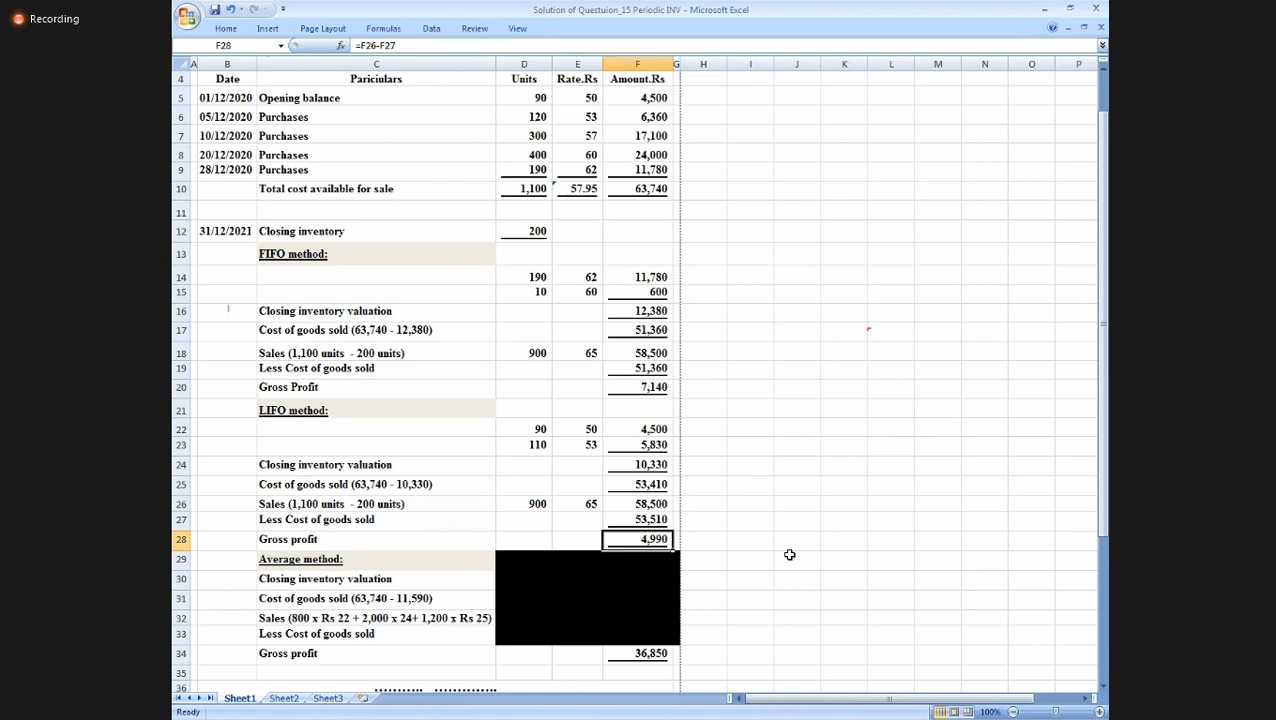 Recording
Solution of Questuion_15 Periodic INV - Microsoft Excel
Home Insert Page Layout Formulas Data Review View
F28 fx =F26-F27
B C D E F G H I J K L M N O P
4 Date Pariculars Units Rate.Rs Amount.Rs
5 01/12/2020 Opening balance 90 50 4,500
6 05/12/2020 Purchases 120 53 6,360
7 10/12/2020 Purchases 300 57 17,100
8 20/12/2020 Purchases 400 60 24,000
9 28/12/2020 Purchases 190 62 11,780
10 Total cost available for sale 1,100 57.95 63,740
11
12 31/12/2021 Closing inventory 200
13 FIFO method:
14 190 62 11,780
15 10 60 600
16 Closing inventory valuation 12,380
17 Cost of goods sold (63,740 - 12,380) 51,360
18 Sales (1,100 units - 200 units) 900 65 58,500
19 Less Cost of goods sold 51,360
20 Gross Profit 7,140
21 LIFO method:
22 90 50 4,500
23 110 53 5,830
24 Closing inventory valuation 10,330
25 Cost of goods sold (63,740 - 10,330) 53,410
26 Sales (1,100 units - 200 units) 900 65 58,500
27 Less Cost of goods sold 53,510
28 Gross profit 4,990
29 Average method:
30 Closing inventory valuation
31 Cost of goods sold (63,740 - 11,590)
32 Sales (800 x Rs 22 + 2,000 x 24+ 1,200 x Rs 25)
33 Less Cost of goods sold
34 Gross profit 36,850
35
36 ........... ..............
Sheet1 Sheet2 Sheet3
Ready 100%